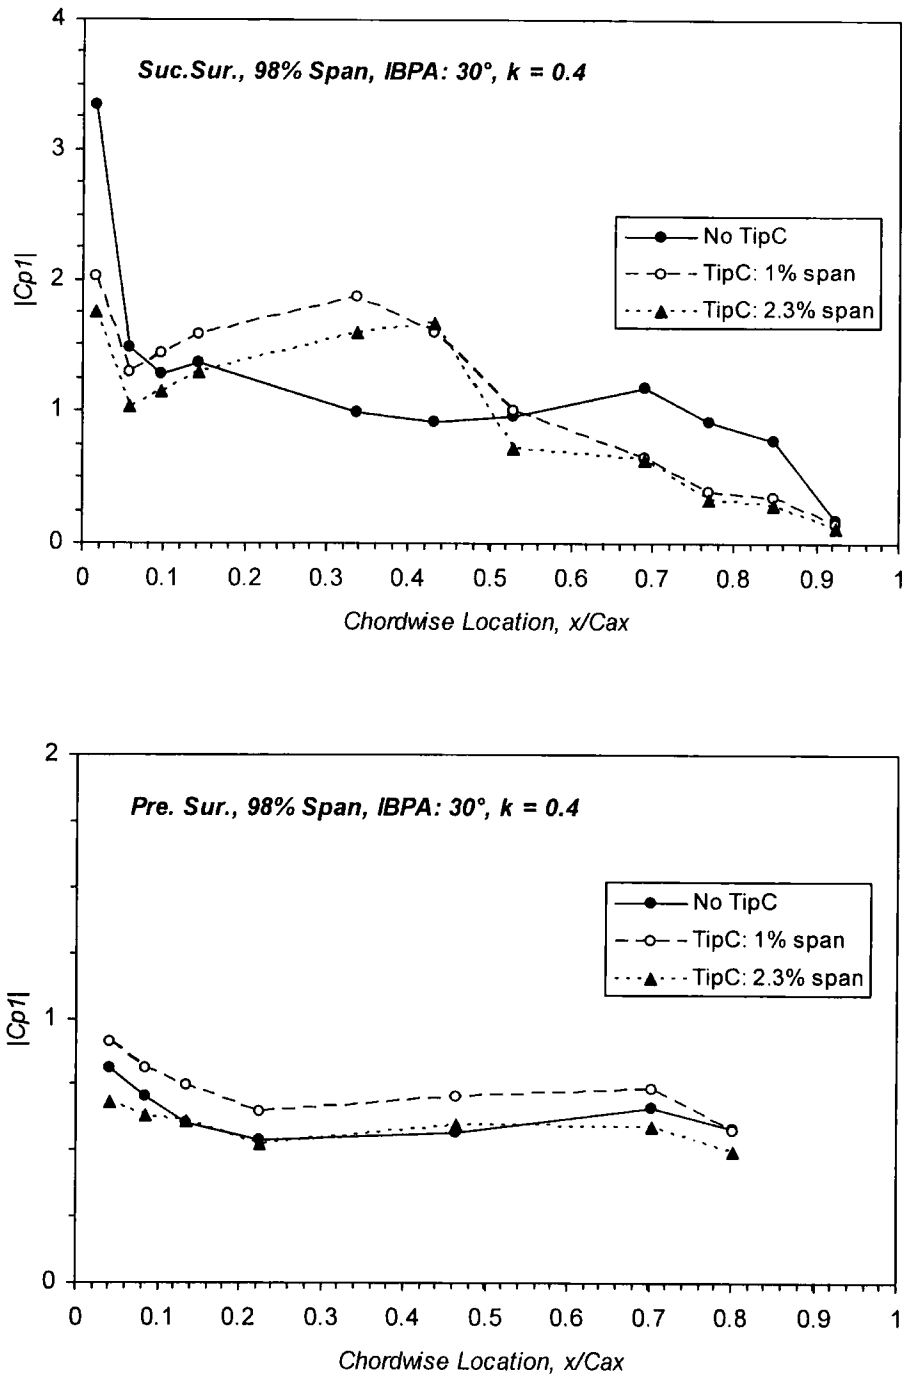 4
Suc.Sur., 98% Span, IBPA: 30°, k = 0.4
3
No TipC
TipC: 1% span
TipC: 2.3% span
|Cp1|
2
1
0
0 0.1 0.2 0.3 0.4 0.5 0.6 0.7 0.8 0.9 1
Chordwise Location, x/Cax
2
Pre. Sur., 98% Span, IBPA: 30°, k = 0.4
No TipC
TipC: 1% span
TipC: 2.3% span
|Cp1|
1
0
0 0.1 0.2 0.3 0.4 0.5 0.6 0.7 0.8 0.9 1
Chordwise Location, x/Cax